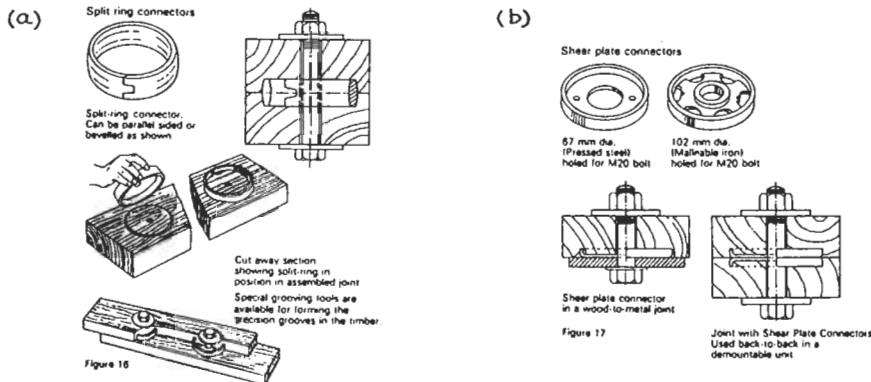 (a)
Split ring connectors
Split-ring connector.
Can be parallel sided or
bevelled as shown
Cut away section
showing split-ring in
position in assembled joint
Special grooving tools are
available for forming the
precision grooves in the timber.
Figure 16
(b)
Shear plate connectors
67 mm dia.
(Pressed steel)
holed for M20 bolt
102 mm dia.
(Malleable iron)
holed for M20 bolt
Shear plate connector
in a wood-to-metal joint
Figure 17
Joint with Shear Plate Connectors
Used back-to-back in a
demountable unit